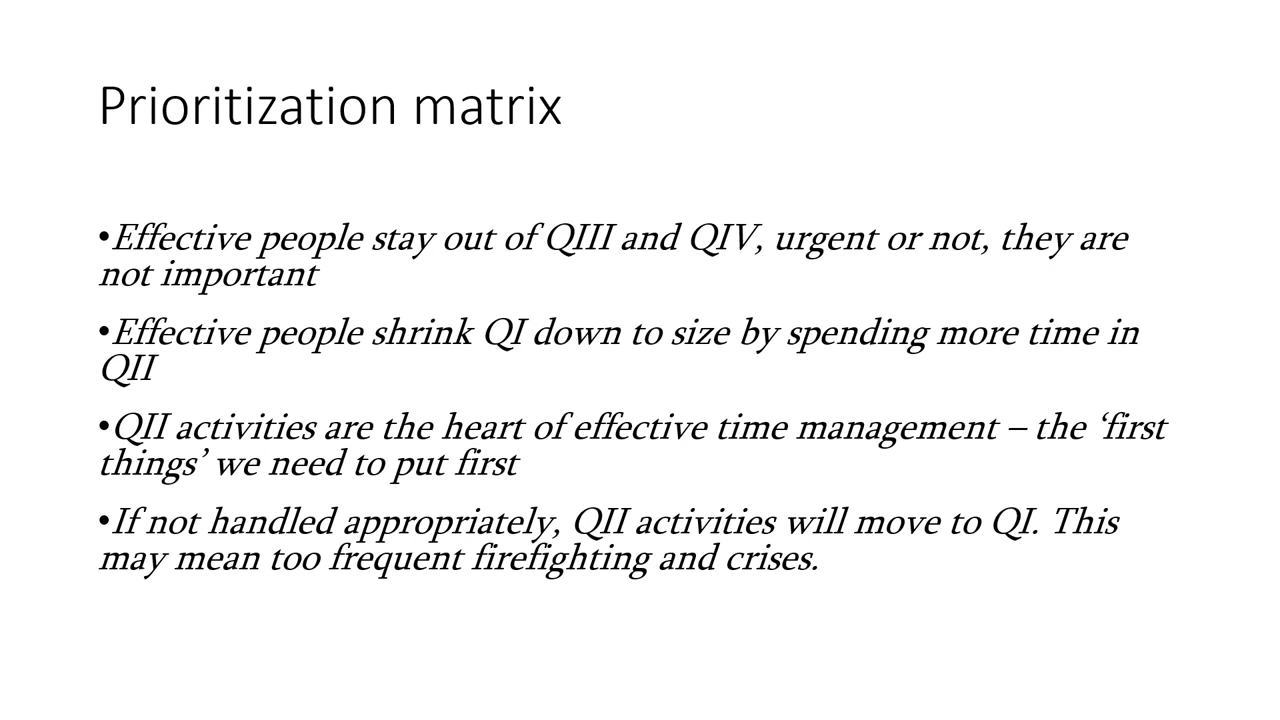 Prioritization matrix
•Effective people stay out of QIII and QIV, urgent or not, they are
not important
•Effective people shrink QI down to size by spending more time in
QII
•QII activities are the heart of effective time management – the ‘first
things’ we need to put first
•If not handled appropriately, QII activities will move to QI. This
may mean too frequent firefighting and crises.